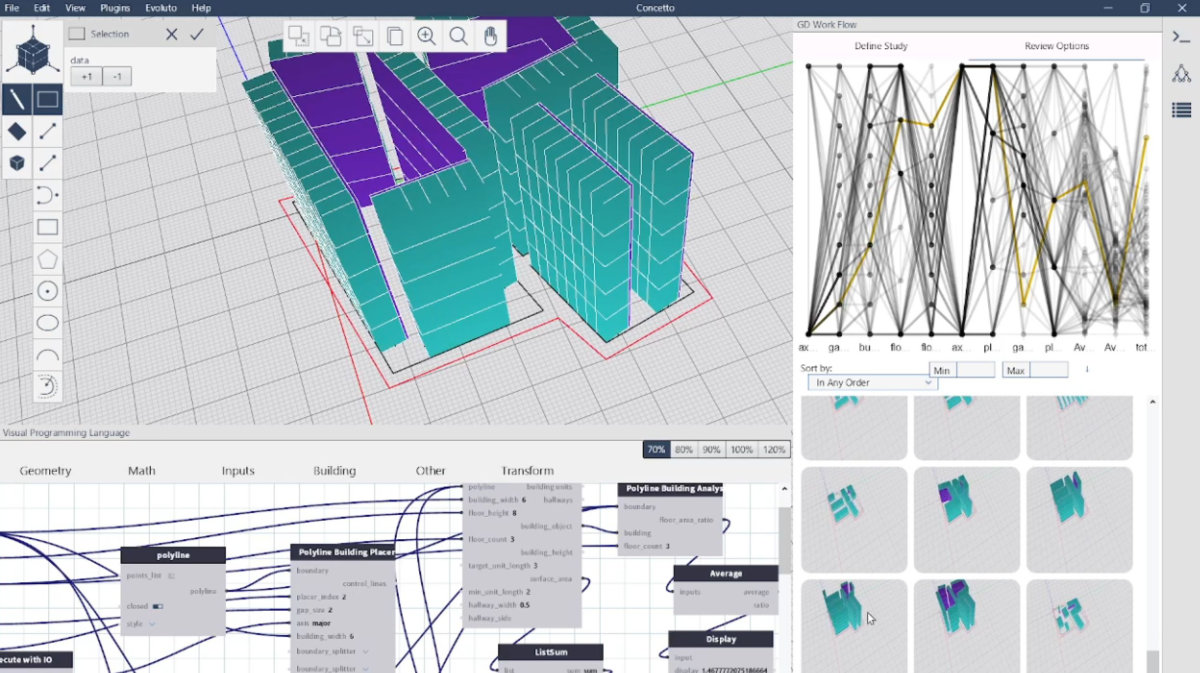 File Edit View Plugins Evoluto Help Concetto
Selection
data
+1 -1
GD Work Flow
Define Study Review Options
ax... ga... bu... flo... flo... ax... pl... ga... pl... Av... Av... tot...
Sort by: Min Max
In Any Order
Visual Programming Language
70% 80% 90% 100% 120%
Geometry Math Inputs Building Other Transform
polyline
points_list
polyline
closed
style
ecute with IO
Polyline Building Placer
boundary
control_lines
placer_index 2
gap_size 2
axis major
building_width 6
boundary_splitter
boundary_splitter
polyline buildingunits
building_width 6 hallways
floor_height 8
building_object
floor_count 3
building_height
target_unit_length 3
surface_area
min_unit_length 2
hallway_width 0.5
hallway_side
ListSum
list sum sum
Polyline Building Analys
boundary
floor_area_ratio
building
floor_count 3
Average
inputs average
ratio
Display
input
display 1.4677772075186664